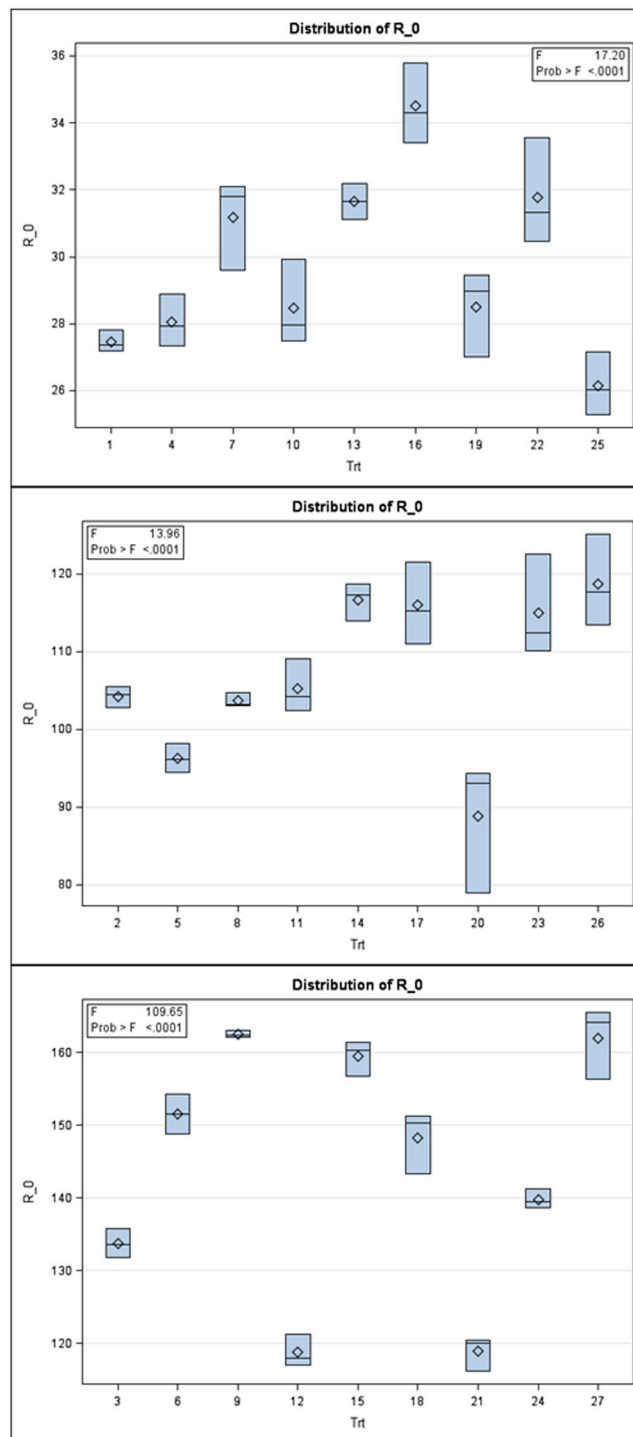 Distribution of R_0
F 17.20
Prob > F <.0001
36
34
32
30
28
26
R_0
1 4 7 10 13 16 19 22 25
Trt
Distribution of R_0
F 13.96
Prob > F <.0001
120
110
100
90
80
R_0
2 5 8 11 14 17 20 23 26
Trt
Distribution of R_0
F 109.65
Prob > F <.0001
160
150
140
130
120
R_0
3 6 9 12 15 18 21 24 27
Trt